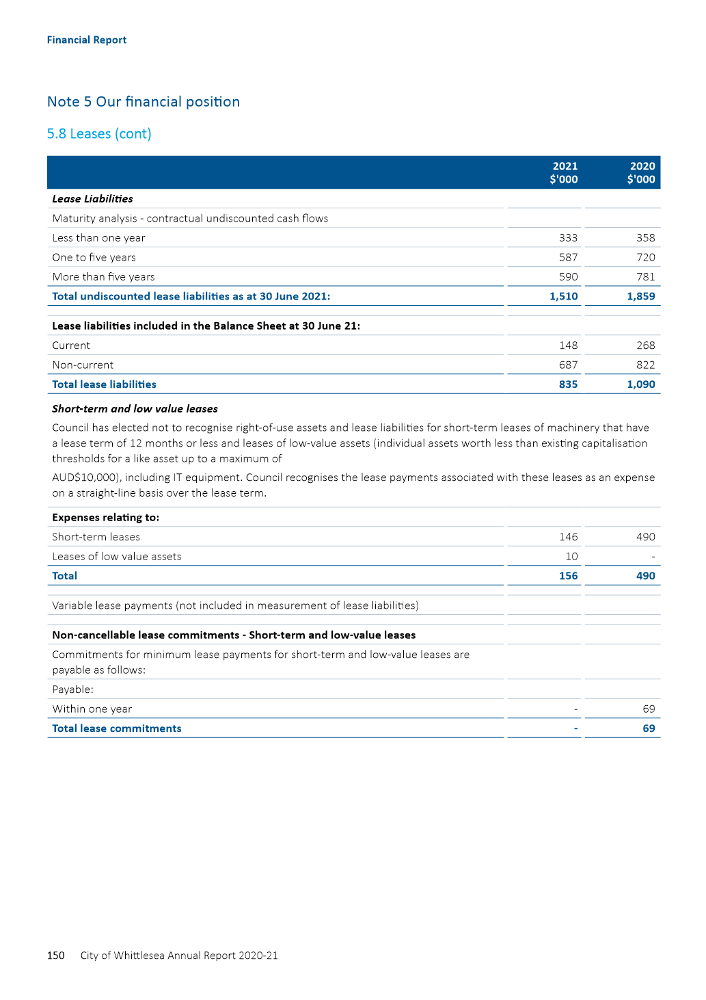 Financial Report
Note 5 Our financial position
5.8 Leases (cont)
2021 2020
$'000 $'000
Lease Liabilities
Maturity analysis - contractual undiscounted cash flows
Less than one year 333 358
One to five years 587 720
More than five years 590 781
Total undiscounted lease liabilities as at 30 June 2021: 1,510 1,859
Lease liabilities included in the Balance Sheet at 30 June 21:
Current 148 268
Non-current 687 822
Total lease liabilities 835 1,090
Short-term and low value leases
Council has elected not to recognise right-of-use assets and lease liabilities for short-term leases of machinery that have
a lease term of 12 months or less and leases of low-value assets (individual assets worth less than existing capitalisation
thresholds for a like asset up to a maximum of
AUD$10,000), including IT equipment. Council recognises the lease payments associated with these leases as an expense
on a straight-line basis over the lease term.
Expenses relating to:
Short-term leases 146 490
Leases of low value assets 10 -
Total 156 490
Variable lease payments (not included in measurement of lease liabilities)
Non-cancellable lease commitments - Short-term and low-value leases
Commitments for minimum lease payments for short-term and low-value leases are
payable as follows:
Payable:
Within one year - 69
Total lease commitments - 69
150 City of Whittlesea Annual Report 2020-21